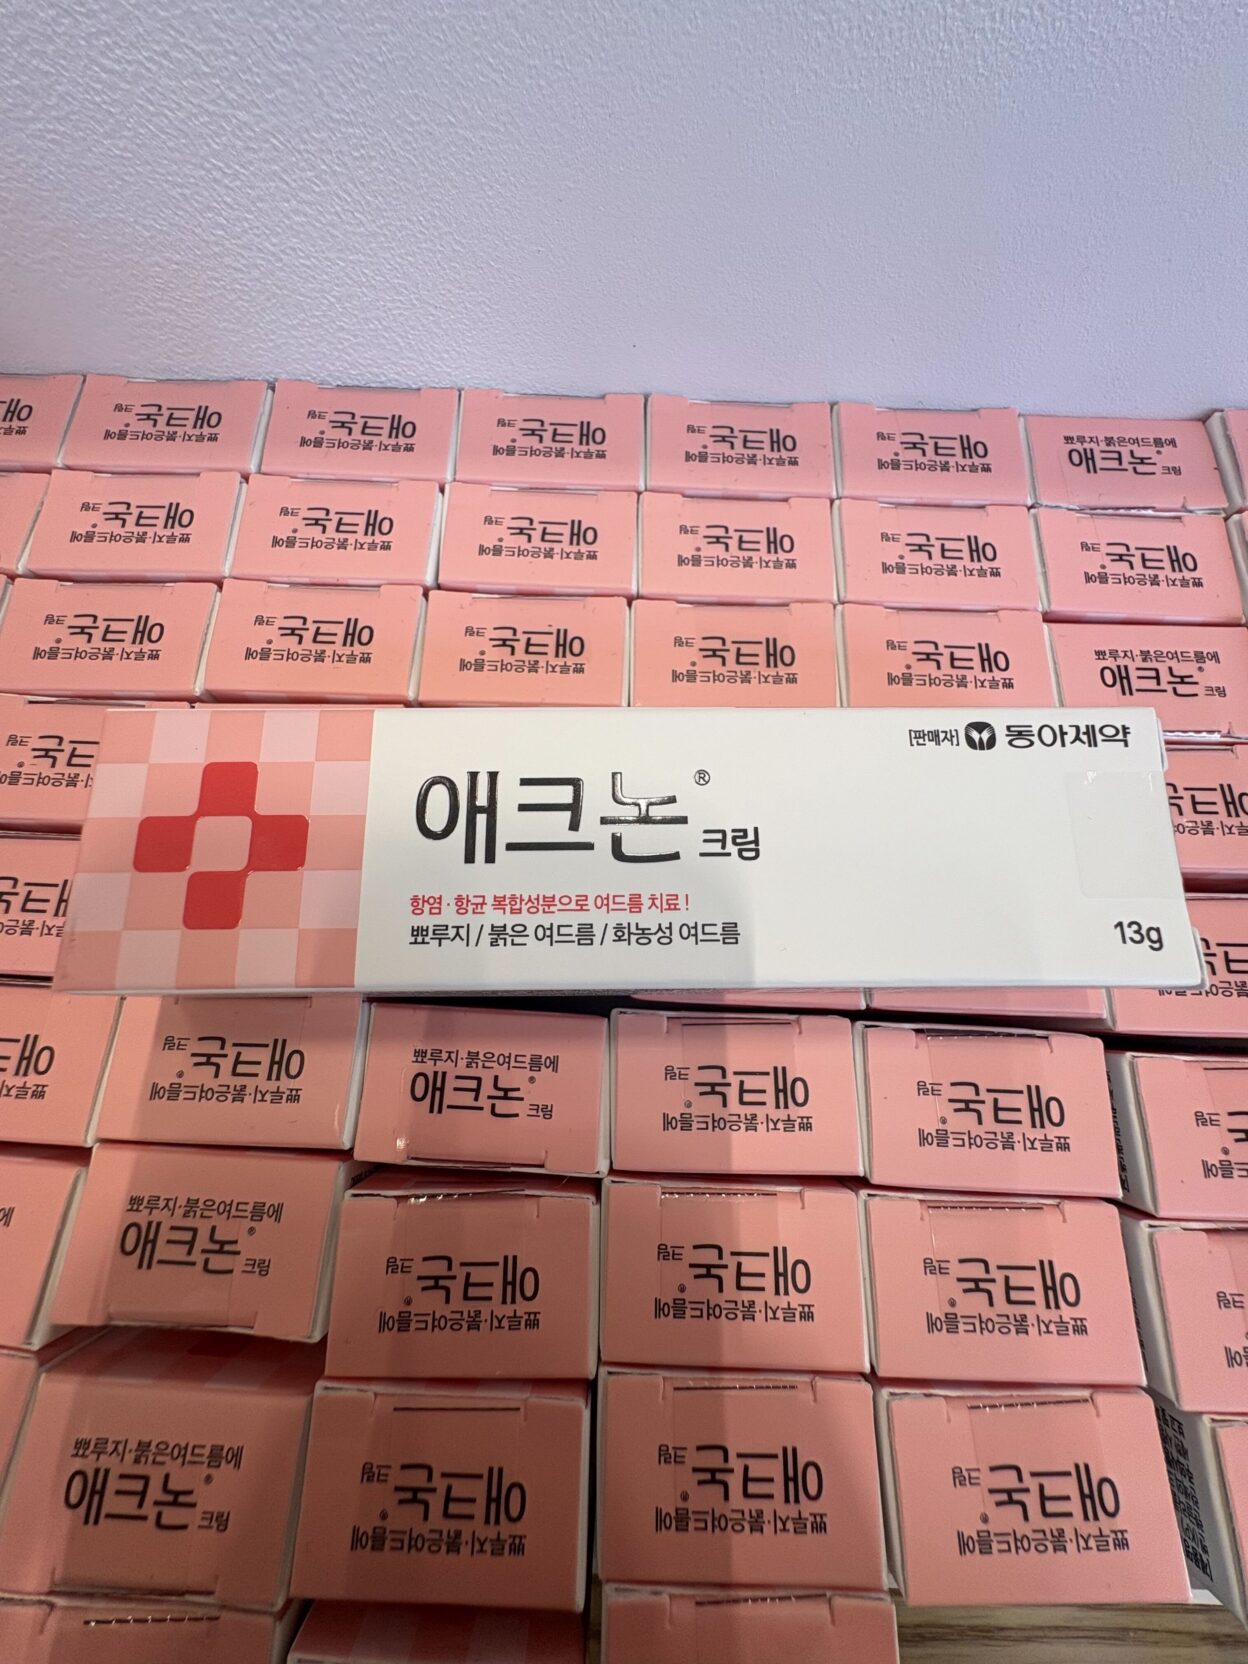 [판매자] 동아제약
애크논® 크림
항염·항균 복합성분으로 여드름 치료!
뾰루지 / 붉은 여드름 / 화농성 여드름
13g
뾰루지·붉은여드름에
애크논® 크림